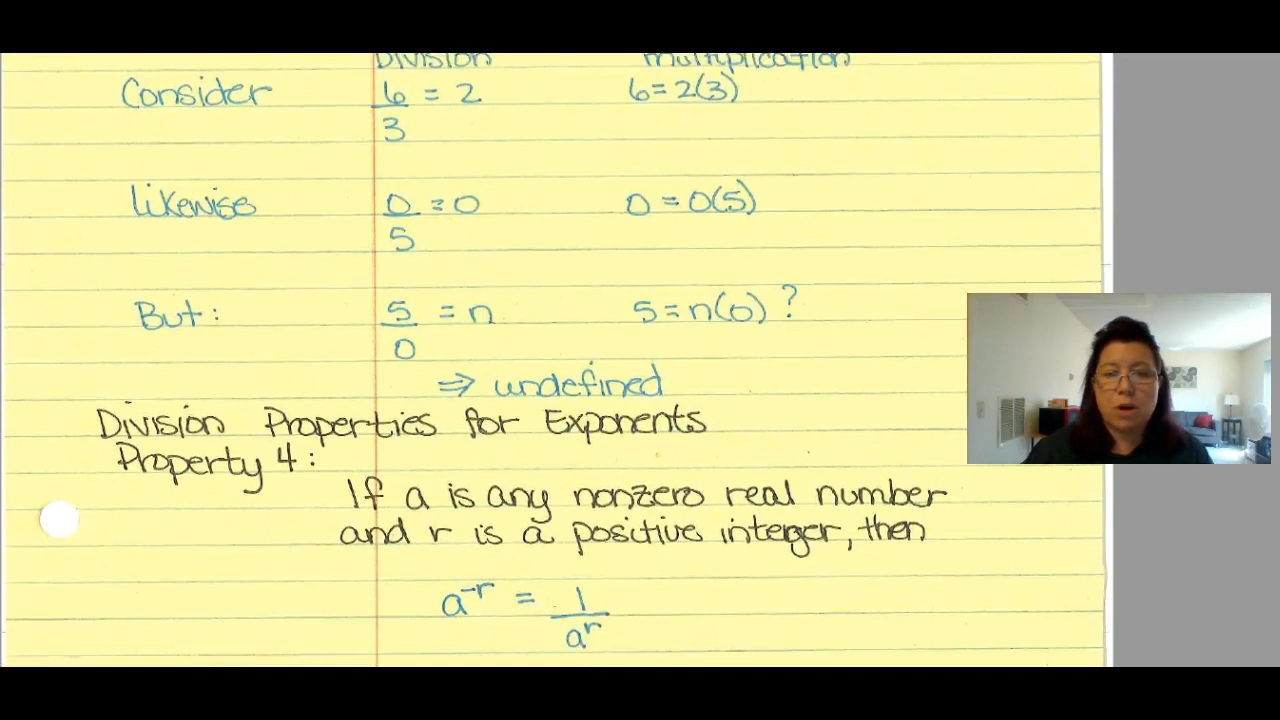 Division multiplication
Consider 6/3 = 2 6=2(3)
Likewise 0/5 = 0 0 = 0(5)
But: 5/0 = n 5=n(0) ?
⇒ undefined
Division Properties for Exponents
Property 4:
If a is any nonzero real number
and r is a positive integer, then
a^-r = 1/a^r